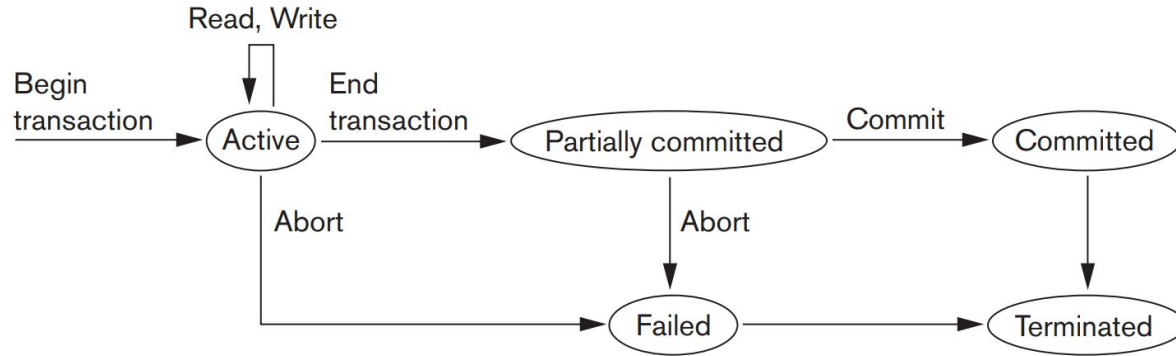 Read, Write
Begin
transaction
Active
End
transaction
Partially committed
Commit
Committed
Abort
Abort
Failed
Terminated